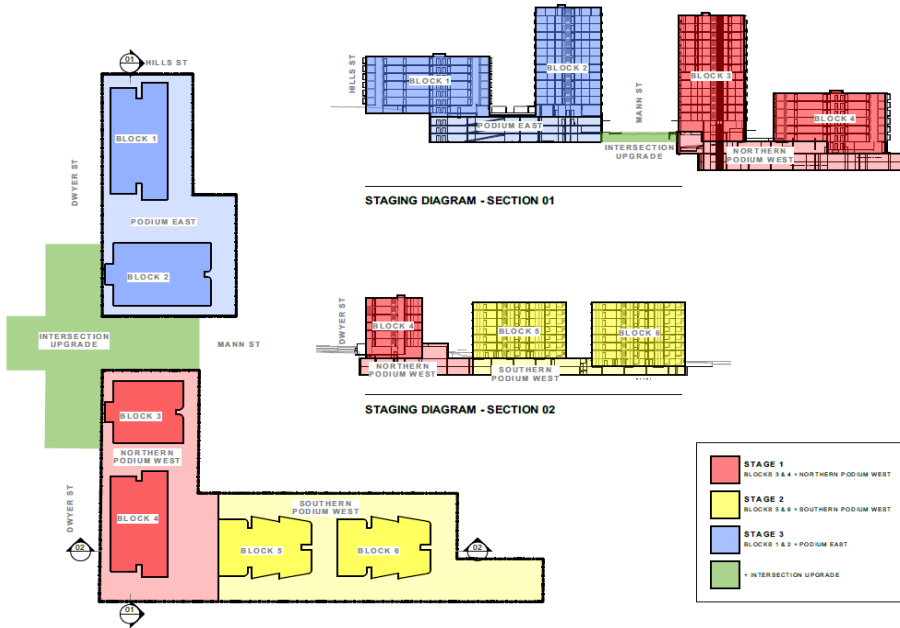 01
HILLS ST
BLOCK 1
DWYER ST
PODIUM EAST
BLOCK 2
INTERSECTION
UPGRADE
MANN ST
BLOCK 3
NORTHERN
PODIUM WEST
DWYER ST
BLOCK 4
02
SOUTHERN
PODIUM WEST
BLOCK 5
BLOCK 6
02
01
HILLS ST
BLOCK 1
BLOCK 2
PODIUM EAST
MANN ST
INTERSECTION
UPGRADE
BLOCK 3
BLOCK 4
NORTHERN
PODIUM WEST
STAGING DIAGRAM - SECTION 01
DWYER ST
BLOCK 4
BLOCK 5
BLOCK 6
NORTHERN
PODIUM WEST
SOUTHERN
PODIUM WEST
STAGING DIAGRAM - SECTION 02
STAGE 1
BLOCKS 3 & 4 + NORTHERN PODIUM WEST
STAGE 2
BLOCKS 5 & 6 + SOUTHERN PODIUM WEST
STAGE 3
BLOCKS 1 & 2 + PODIUM EAST
+ INTERSECTION UPGRADE